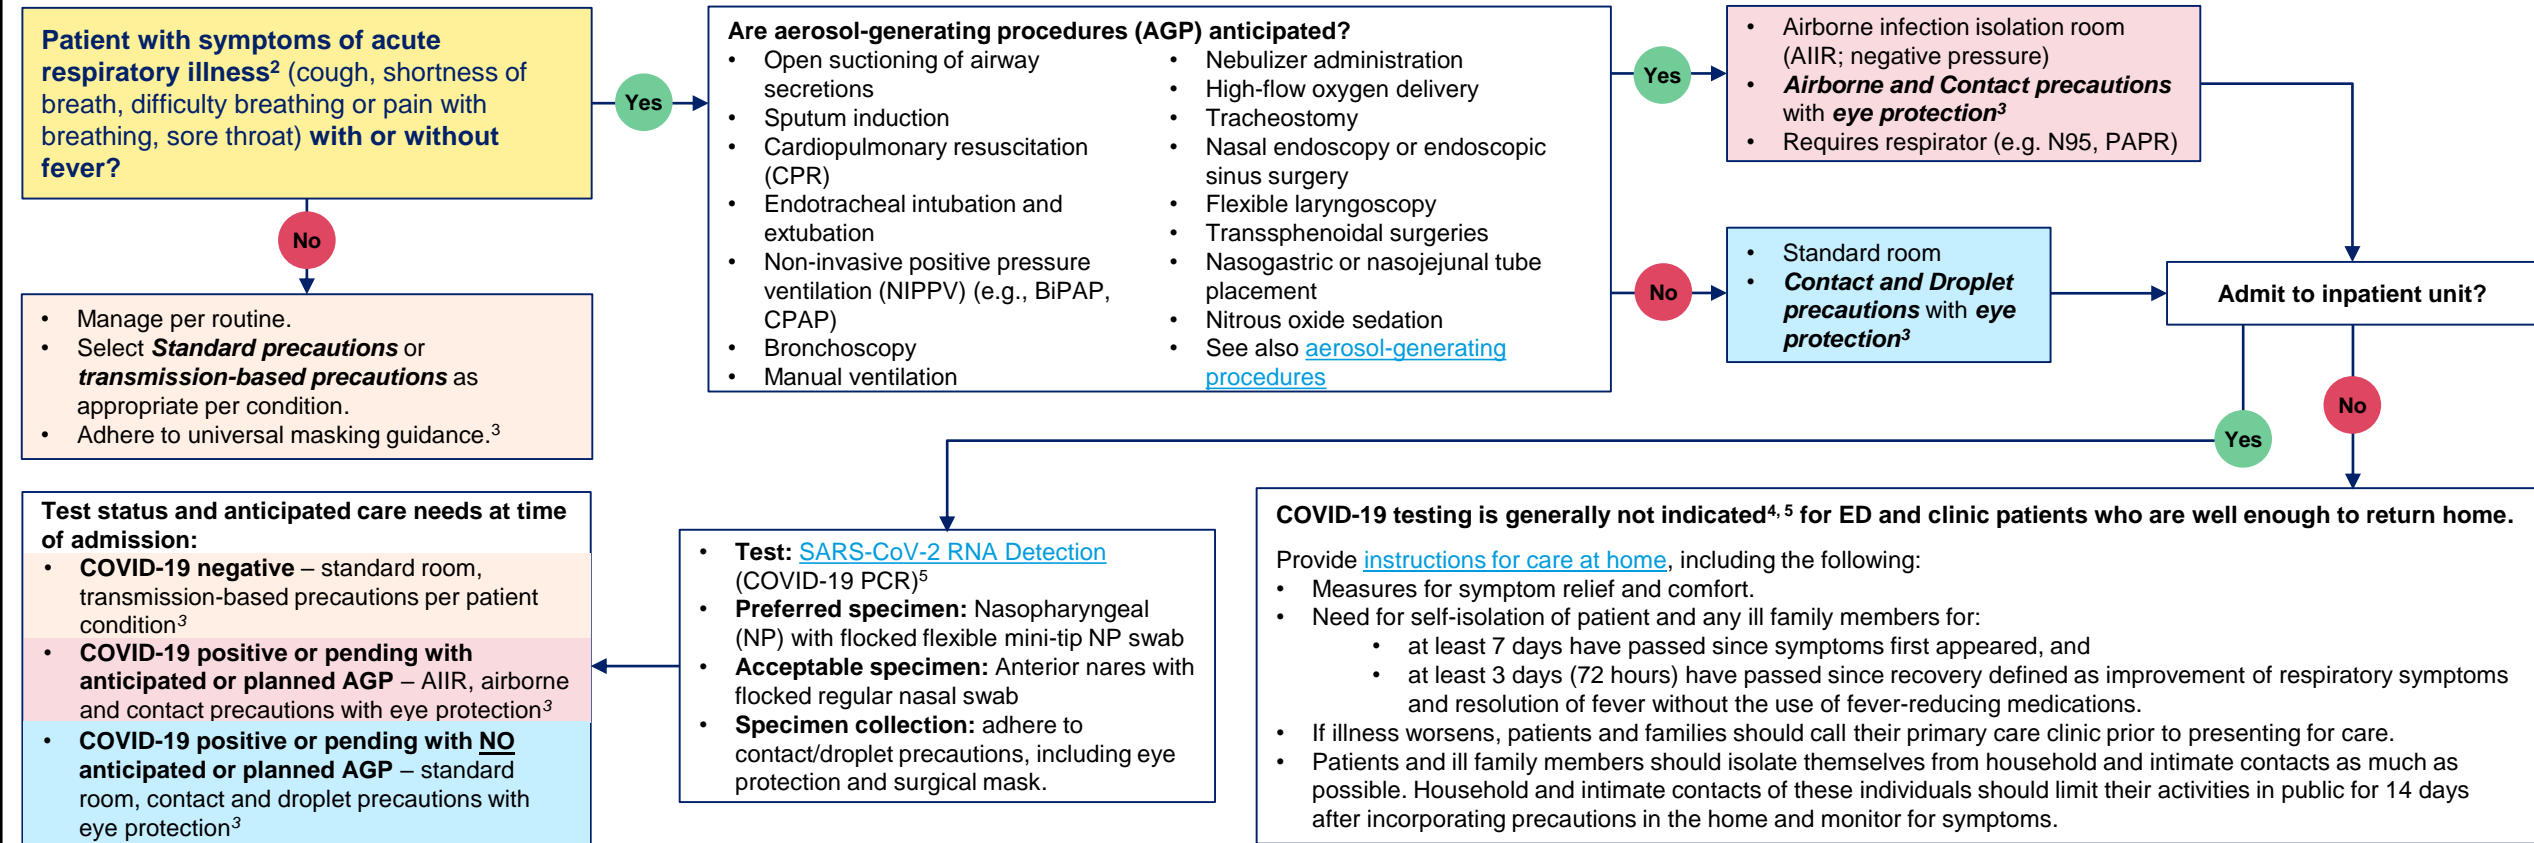 Patient with symptoms of acute
respiratory illness2 (cough, shortness of
breath, difficulty breathing or pain with
breathing, sore throat) with or without
fever?
Yes
No
• Manage per routine.
• Select Standard precautions or
transmission-based precautions as
appropriate per condition.
• Adhere to universal masking guidance.3
Are aerosol-generating procedures (AGP) anticipated?
• Open suctioning of airway
secretions
• Sputum induction
• Cardiopulmonary resuscitation
(CPR)
• Endotracheal intubation and
extubation
• Non-invasive positive pressure
ventilation (NIPPV) (e.g., BiPAP,
CPAP)
• Bronchoscopy
• Manual ventilation
• Nebulizer administration
• High-flow oxygen delivery
• Tracheostomy
• Nasal endoscopy or endoscopic
sinus surgery
• Flexible laryngoscopy
• Transsphenoidal surgeries
• Nasogastric or nasojejunal tube
placement
• Nitrous oxide sedation
• See also aerosol-generating
procedures
Yes
• Airborne infection isolation room
(AIIR; negative pressure)
• Airborne and Contact precautions
with eye protection3
• Requires respirator (e.g. N95, PAPR)
No
• Standard room
• Contact and Droplet
precautions with eye
protection3
Admit to inpatient unit?
Yes
No
• Test: SARS-CoV-2 RNA Detection
(COVID-19 PCR)5
• Preferred specimen: Nasopharyngeal
(NP) with flocked flexible mini-tip NP swab
• Acceptable specimen: Anterior nares with
flocked regular nasal swab
• Specimen collection: adhere to
contact/droplet precautions, including eye
protection and surgical mask.
Test status and anticipated care needs at time
of admission:
• COVID-19 negative – standard room,
transmission-based precautions per patient
condition3
• COVID-19 positive or pending with
anticipated or planned AGP – AIIR, airborne
and contact precautions with eye protection3
• COVID-19 positive or pending with NO
anticipated or planned AGP – standard
room, contact and droplet precautions with
eye protection3
COVID-19 testing is generally not indicated4, 5 for ED and clinic patients who are well enough to return home.
Provide instructions for care at home, including the following:
• Measures for symptom relief and comfort.
• Need for self-isolation of patient and any ill family members for:
• at least 7 days have passed since symptoms first appeared, and
• at least 3 days (72 hours) have passed since recovery defined as improvement of respiratory symptoms
and resolution of fever without the use of fever-reducing medications.
• If illness worsens, patients and families should call their primary care clinic prior to presenting for care.
• Patients and ill family members should isolate themselves from household and intimate contacts as much as
possible. Household and intimate contacts of these individuals should limit their activities in public for 14 days
after incorporating precautions in the home and monitor for symptoms.